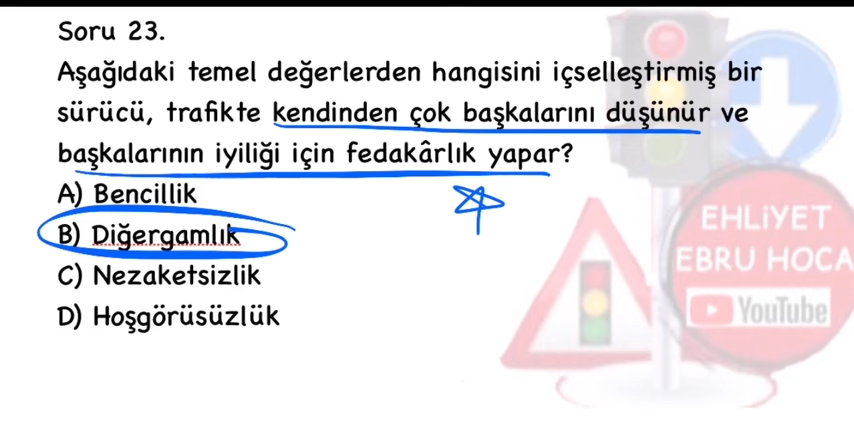 Soru 23.
Aşağıdaki temel değerlerden hangisini içselleştirmiş bir
sürücü, trafikte kendinden çok başkalarını düşünür ve
başkalarının iyiliği için fedakârlık yapar?
A) Bencillik
B) Diğergamlık
C) Nezaketsizlik
D) Hoşgörüsüzlük
EHLİYET
EBRU HOCA
YouTube